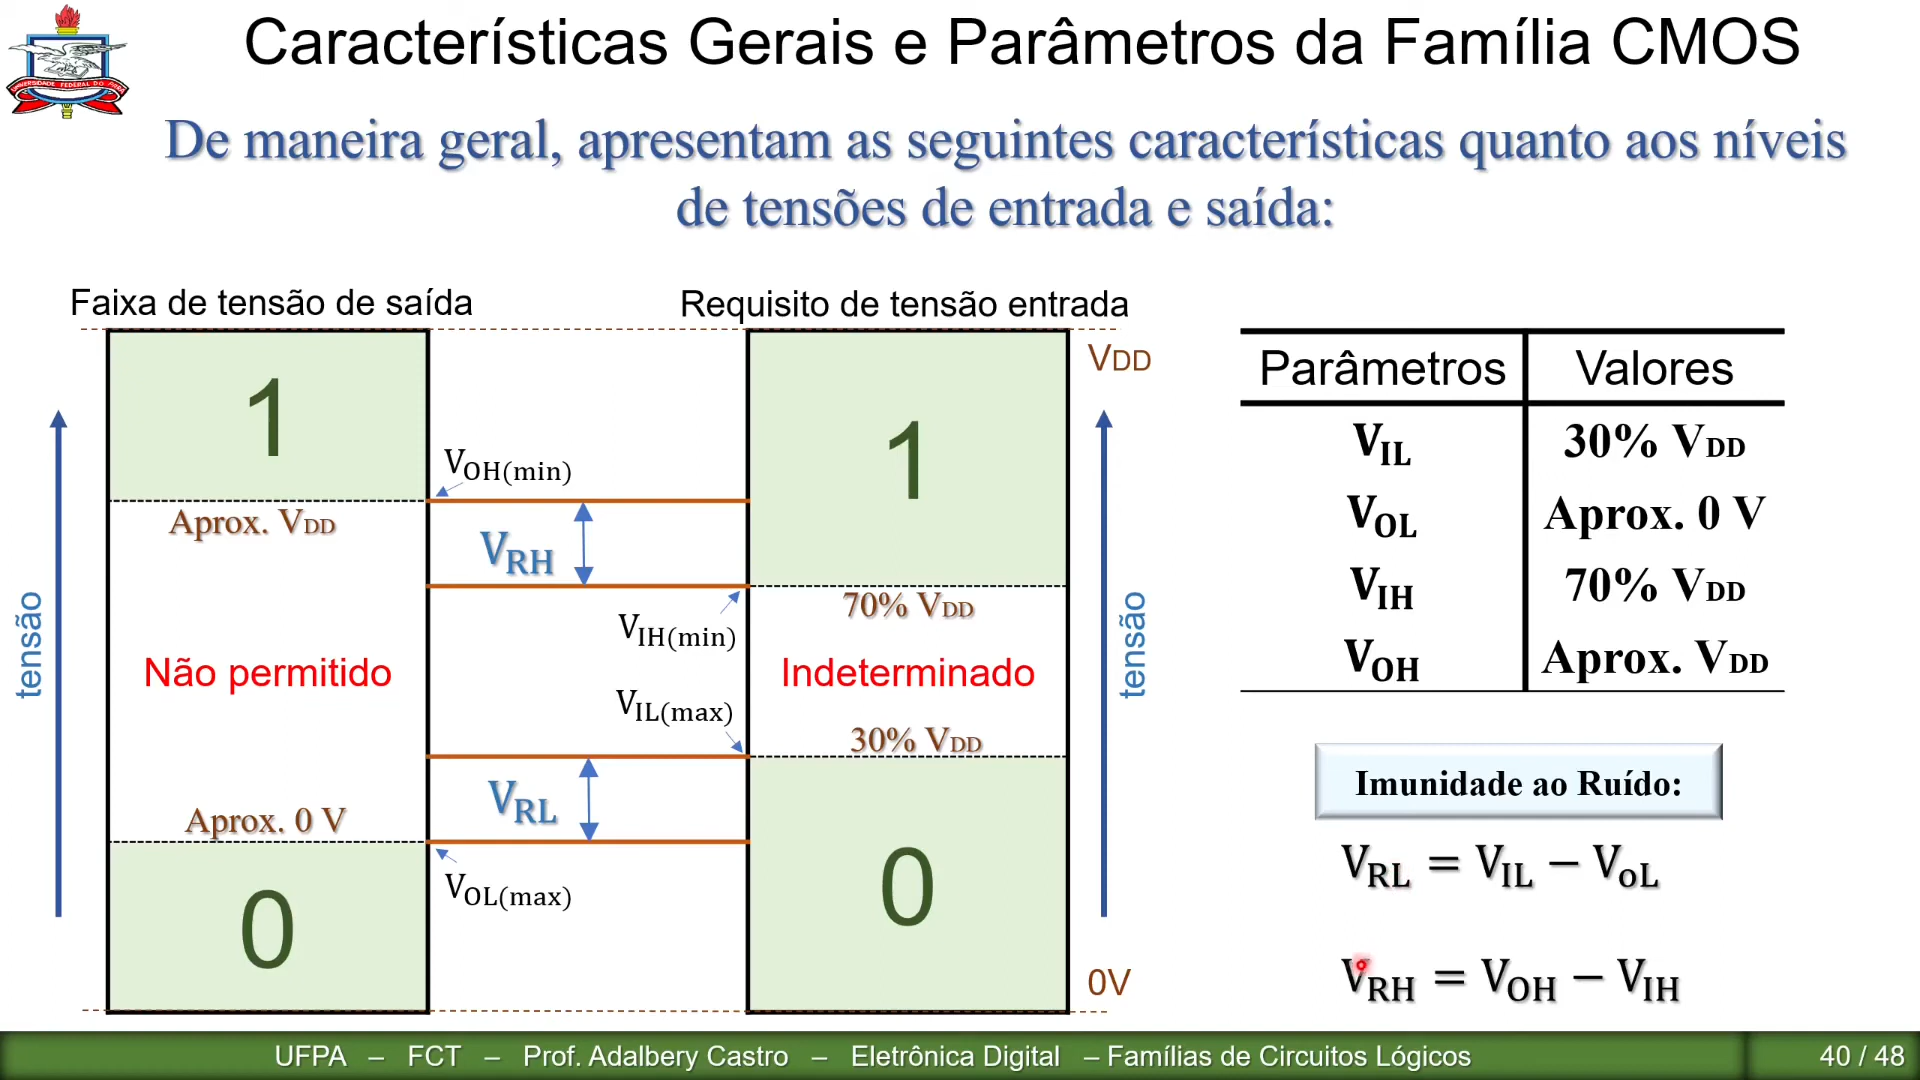 Características Gerais e Parâmetros da Família CMOS
De maneira geral, apresentam as seguintes características quanto aos níveis
de tensões de entrada e saída:
Faixa de tensão de saída
Requisito de tensão entrada
1
Aprox. VDD
Não permitido
Aprox. 0 V
0
tensão
VOH(min)
VRH
VIH(min)
VIL(max)
VRL
VOL(max)
1
70% VDD
Indeterminado
30% VDD
0
VDD
tensão
0V
Parâmetros Valores
VIL 30% VDD
VOL Aprox. 0 V
VIH 70% VDD
VOH Aprox. VDD
Imunidade ao Ruído:
VRL = VIL − VoL
VRH = VOH − VIH
UFPA – FCT – Prof. Adalbery Castro – Eletrônica Digital – Famílias de Circuitos Lógicos
40 / 48